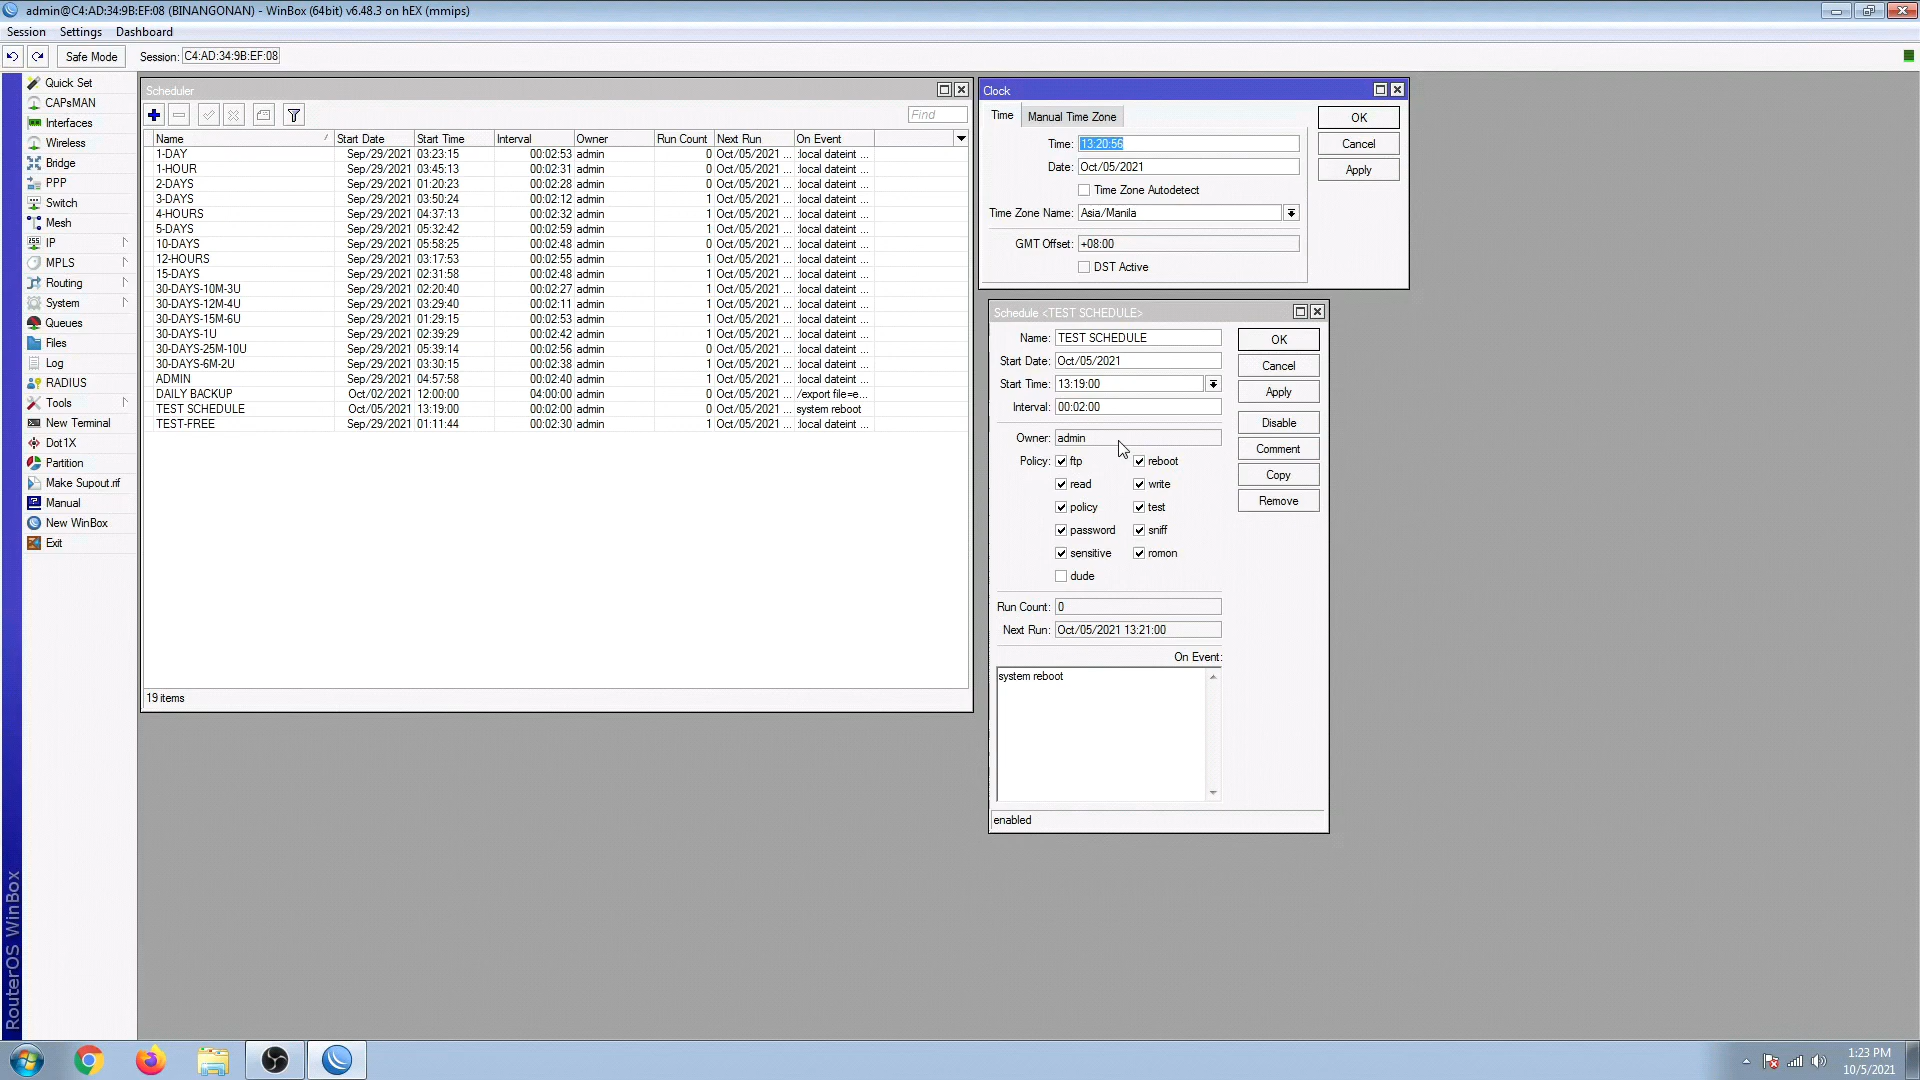 admin@C4:AD:34:9B:EF:08 (BINANGONAN) - WinBox (64bit) v6.48.3 on hEX (mmips)
Session Settings Dashboard
Safe Mode Session: C4:AD:34:9B:EF:08
Quick Set
CAPsMAN
Interfaces
Wireless
Bridge
PPP
Switch
Mesh
IP
MPLS
Routing
System
Queues
Files
Log
RADIUS
Tools
New Terminal
Dot1X
Partition
Make Supout.rif
Manual
New WinBox
Exit
RouterOS WinBox
Scheduler
Find
Name Start Date Start Time Interval Owner Run Count Next Run On Event
1-DAY Sep/29/2021 03:23:15 00:02:53 admin 0 Oct/05/2021 ... :local dateint ...
1-HOUR Sep/29/2021 03:45:13 00:02:31 admin 0 Oct/05/2021 ... :local dateint ...
2-DAYS Sep/29/2021 01:20:23 00:02:28 admin 0 Oct/05/2021 ... :local dateint ...
3-DAYS Sep/29/2021 03:50:24 00:02:12 admin 1 Oct/05/2021 ... :local dateint ...
4-HOURS Sep/29/2021 04:37:13 00:02:32 admin 1 Oct/05/2021 ... :local dateint ...
5-DAYS Sep/29/2021 05:32:42 00:02:59 admin 1 Oct/05/2021 ... :local dateint ...
10-DAYS Sep/29/2021 05:58:25 00:02:48 admin 0 Oct/05/2021 ... :local dateint ...
12-HOURS Sep/29/2021 03:17:53 00:02:55 admin 1 Oct/05/2021 ... :local dateint ...
15-DAYS Sep/29/2021 02:31:58 00:02:48 admin 1 Oct/05/2021 ... :local dateint ...
30-DAYS-10M-3U Sep/29/2021 02:20:40 00:02:27 admin 1 Oct/05/2021 ... :local dateint ...
30-DAYS-12M-4U Sep/29/2021 03:29:40 00:02:11 admin 1 Oct/05/2021 ... :local dateint ...
30-DAYS-15M-6U Sep/29/2021 01:29:15 00:02:53 admin 1 Oct/05/2021 ... :local dateint ...
30-DAYS-1U Sep/29/2021 02:39:29 00:02:42 admin 1 Oct/05/2021 ... :local dateint ...
30-DAYS-25M-10U Sep/29/2021 05:39:14 00:02:56 admin 0 Oct/05/2021 ... :local dateint ...
30-DAYS-6M-2U Sep/29/2021 03:30:15 00:02:38 admin 1 Oct/05/2021 ... :local dateint ...
ADMIN Sep/29/2021 04:57:58 00:02:40 admin 1 Oct/05/2021 ... :local dateint ...
DAILY BACKUP Oct/02/2021 12:00:00 04:00:00 admin 0 Oct/05/2021 ... /export file=e...
TEST SCHEDULE Oct/05/2021 13:19:00 00:02:00 admin 0 Oct/05/2021 ... system reboot
TEST-FREE Sep/29/2021 01:11:44 00:02:30 admin 1 Oct/05/2021 ... :local dateint ...
19 items
Clock
Time Manual Time Zone
Time: 13:20:56
Date: Oct/05/2021
Time Zone Autodetect
Time Zone Name: Asia/Manila
GMT Offset: +08:00
DST Active
OK
Cancel
Apply
Schedule <TEST SCHEDULE>
Name: TEST SCHEDULE
Start Date: Oct/05/2021
Start Time: 13:19:00
Interval: 00:02:00
Owner: admin
Policy: ftp reboot
read write
policy test
password sniff
sensitive romon
dude
Run Count: 0
Next Run: Oct/05/2021 13:21:00
On Event:
system reboot
enabled
OK
Cancel
Apply
Disable
Comment
Copy
Remove
1:23 PM
10/5/2021